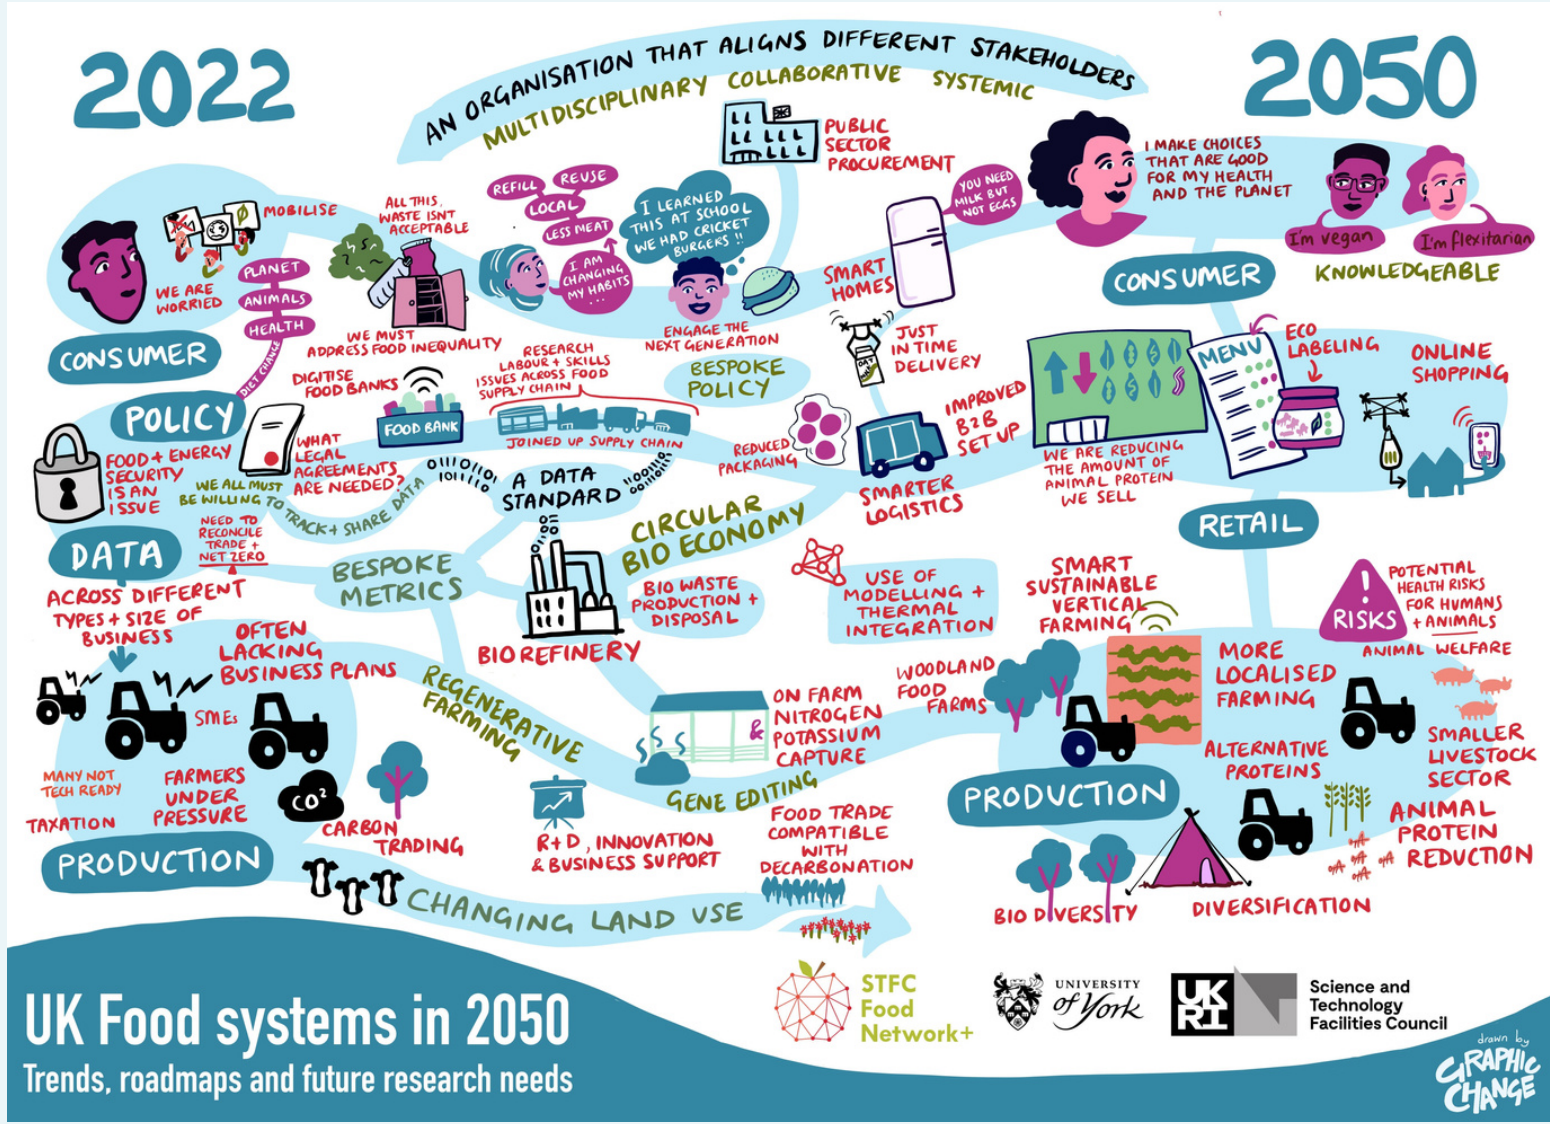 2022
AN ORGANISATION THAT ALIGNS DIFFERENT STAKEHOLDERS
MULTIDISCIPLINARY COLLABORATIVE SYSTEMIC
2050
PUBLIC
SECTOR
PROCUREMENT
MOBILISE
WE ARE
WORRIED
PLANET
ANIMALS
HEALTH
DIET CHANGE
CONSUMER
ALL THIS
WASTE ISNT
ACCEPTABLE
WE MUST
ADDRESS FOOD INEQUALITY
REFILL
REUSE
LOCAL
LESS MEAT
I AM
CHANGING
MY HABITS
...
I LEARNED
THIS AT SCHOOL
WE HAD CRICKET
BURGERS !!
ENGAGE THE
NEXT GENERATION
SMART
HOMES
YOU NEED
MILK BUT
NOT EGGS
I MAKE CHOICES
THAT ARE GOOD
FOR MY HEALTH
AND THE PLANET
I'm vegan
I'm flexitarian
KNOWLEDGEABLE
CONSUMER
POLICY
FOOD + ENERGY
SECURITY
IS AN
ISSUE
WHAT
LEGAL
AGREEMENTS
ARE NEEDED?
WE ALL MUST
BE WILLING TO TRACK + SHARE DATA
NEED TO
RECONCILE
TRADE +
NET ZERO
DIGITISE
FOOD BANKS
FOOD BANK
RESEARCH
LABOUR + SKILLS
ISSUES ACROSS FOOD
SUPPLY CHAIN
JOINED UP SUPPLY CHAIN
BESPOKE
POLICY
JUST
IN TIME
DELIVERY
OAT
REDUCED
PACKAGING
IMPROVED
B2B
SET UP
SMARTER
LOGISTICS
WE ARE REDUCING
THE AMOUNT OF
ANIMAL PROTEIN
WE SELL
MENU
ECO
LABELING
ONLINE
SHOPPING
RETAIL
DATA
ACROSS DIFFERENT
TYPES + SIZE OF
BUSINESS
A DATA
STANDARD
BESPOKE
METRICS
CIRCULAR
BIO ECONOMY
BIO WASTE
PRODUCTION +
DISPOSAL
BIO REFINERY
USE OF
MODELLING +
THERMAL
INTEGRATION
SMART
SUSTAINABLE
VERTICAL
FARMING
!
RISKS
POTENTIAL
HEALTH RISKS
FOR HUMANS
+ ANIMALS
ANIMAL WELFARE
OFTEN
LACKING
BUSINESS PLANS
SMEs
MANY NOT
TECH READY
TAXATION
FARMERS
UNDER
PRESSURE
CO2
CARBON
TRADING
PRODUCTION
REGENERATIVE
FARMING
ON FARM
NITROGEN
& POTASSIUM
CAPTURE
GENE EDITING
R+D, INNOVATION
& BUSINESS SUPPORT
FOOD TRADE
COMPATIBLE
WITH
DECARBONATION
CHANGING LAND USE
WOODLAND
FOOD
FARMS
MORE
LOCALISED
FARMING
ALTERNATIVE
PROTEINS
SMALLER
LIVESTOCK
SECTOR
PRODUCTION
ANIMAL
PROTEIN
REDUCTION
BIO DIVERSITY
DIVERSIFICATION
UK Food systems in 2050
Trends, roadmaps and future research needs
STFC
Food
Network+
UNIVERSITY
of York
UK
RI
Science and
Technology
Facilities Council
drawn by
GRAPHIC
CHANGE